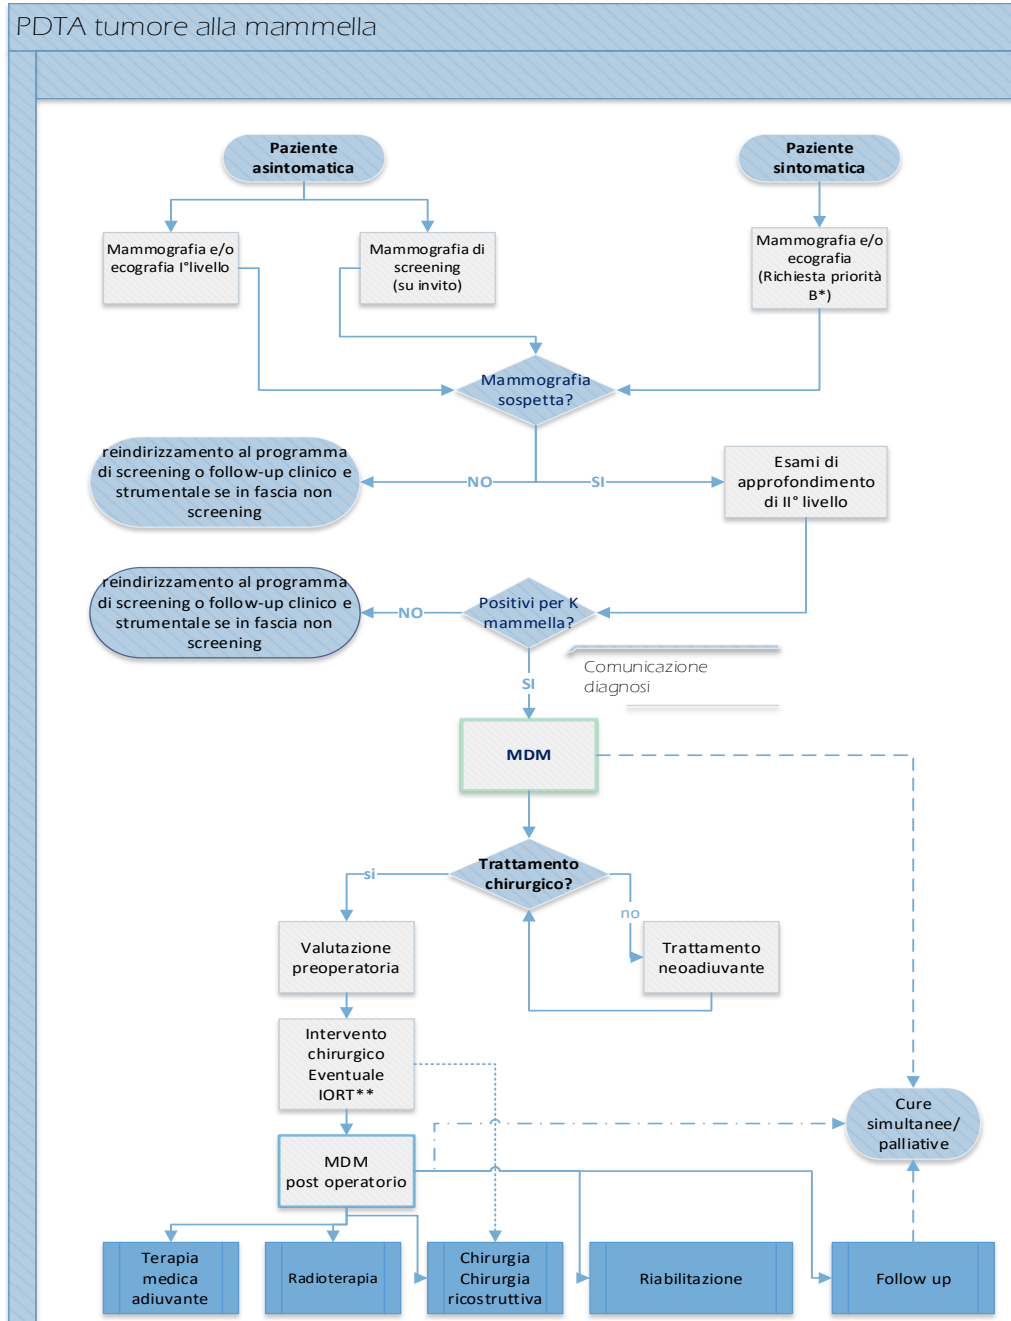 PDTA tumore alla mammella
Paziente
asintomatica
Paziente
sintomatica
Mammografia e/o
ecografia I°livello
Mammografia di
screening
(su invito)
Mammografia e/o
ecografia
(Richiesta priorità
B*)
Mammografia
sospetta?
reindirizzamento al programma
di screening o follow-up clinico e
strumentale se in fascia non
screening
NO
SI
Esami di
approfondimento
di II° livello
reindirizzamento al programma
di screening o follow-up clinico e
strumentale se in fascia non
screening
NO
Positivi per K
mammella?
Comunicazione
diagnosi
SI
MDM
Trattamento
chirurgico?
si
no
Valutazione
preoperatoria
Trattamento
neoadiuvante
Intervento
chirurgico
Eventuale
IORT**
Cure
simultanee/
palliative
MDM
post operatorio
Terapia
medica
adiuvante
Radioterapia
Chirurgia
Chirurgia
ricostruttiva
Riabilitazione
Follow up